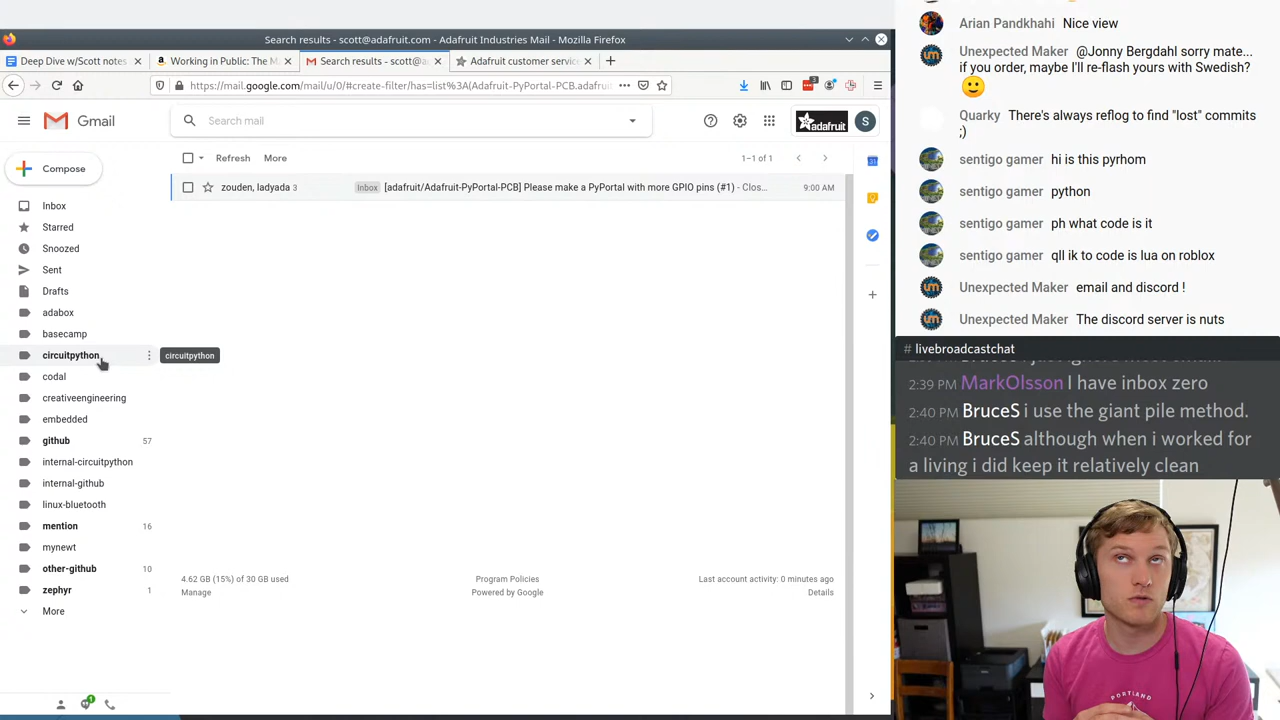 Search results - scott@adafruit.com - Adafruit Industries Mail - Mozilla Firefox
Deep Dive w/Scott notes
Working in Public: The M
Search results - scott@a
Adafruit customer service
https://mail.google.com/mail/u/0/#create-filter/has=list%3A(Adafruit-PyPortal-PCB.adafru
3
Gmail
Search mail
adafruit
S
Compose
Refresh
More
1–1 of 1
zouden, ladyada 3
Inbox
[adafruit/Adafruit-PyPortal-PCB] Please make a PyPortal with more GPIO pins (#1) - Clos...
9:00 AM
Inbox
Starred
Snoozed
Sent
Drafts
adabox
basecamp
circuitpython
circuitpython
codal
creativeengineering
embedded
github 57
internal-circuitpython
internal-github
linux-bluetooth
mention 16
mynewt
other-github 10
zephyr 1
More
4.62 GB (15%) of 30 GB used
Manage
Program Policies
Powered by Google
Last account activity: 0 minutes ago
Details
1
Arian Pandkhahi Nice view
Unexpected Maker @Jonny Bergdahl sorry mate...
if you order, maybe I'll re-flash yours with Swedish?
Quarky There's always reflog to find "lost" commits
;)
sentigo gamer hi is this pyrhom
sentigo gamer python
sentigo gamer ph what code is it
sentigo gamer qll ik to code is lua on roblox
Unexpected Maker email and discord !
Unexpected Maker The discord server is nuts
# livebroadcastchat
2:39 PM MarkOlsson I have inbox zero
2:40 PM BruceS i use the giant pile method.
2:40 PM BruceS although when i worked for
a living i did keep it relatively clean
PORTLAND